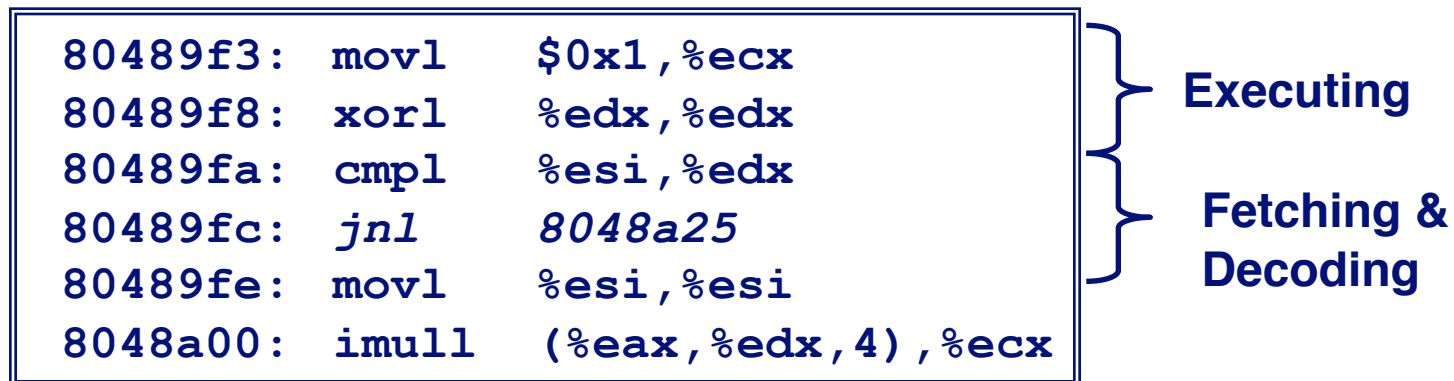 80489f3: movl $0x1,%ecx
80489f8: xorl %edx,%edx
80489fa: cmpl %esi,%edx
80489fc: jnl 8048a25
80489fe: movl %esi,%esi
8048a00: imull (%eax,%edx,4),%ecx
Executing
Fetching &
Decoding